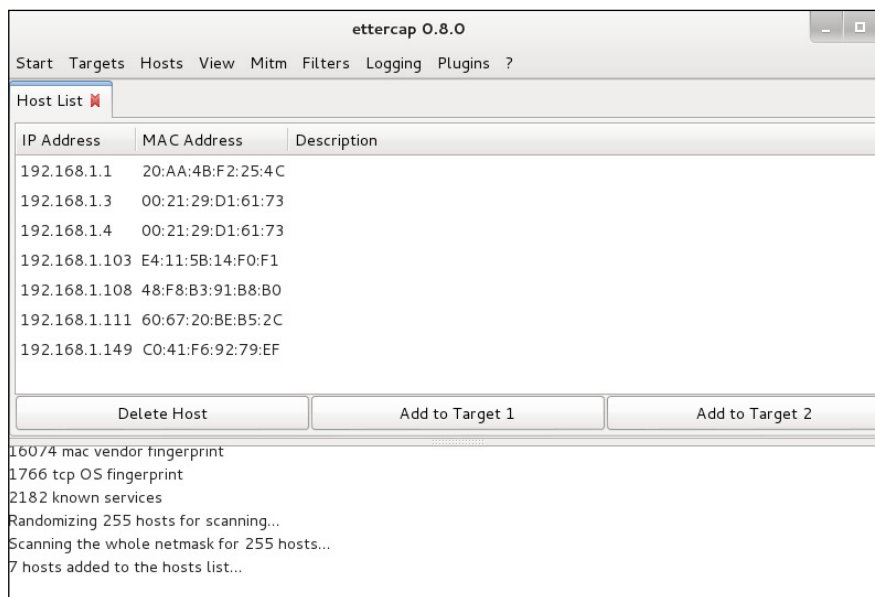 ettercap 0.8.0
Start Targets Hosts View Mitm Filters Logging Plugins ?
Host List
IP Address MAC Address Description
192.168.1.1 20:AA:4B:F2:25:4C
192.168.1.3 00:21:29:D1:61:73
192.168.1.4 00:21:29:D1:61:73
192.168.1.103 E4:11:5B:14:F0:F1
192.168.1.108 48:F8:B3:91:B8:B0
192.168.1.111 60:67:20:BE:B5:2C
192.168.1.149 C0:41:F6:92:79:EF
Delete Host Add to Target 1 Add to Target 2
16074 mac vendor fingerprint
1766 tcp OS fingerprint
2182 known services
Randomizing 255 hosts for scanning...
Scanning the whole netmask for 255 hosts...
7 hosts added to the hosts list...